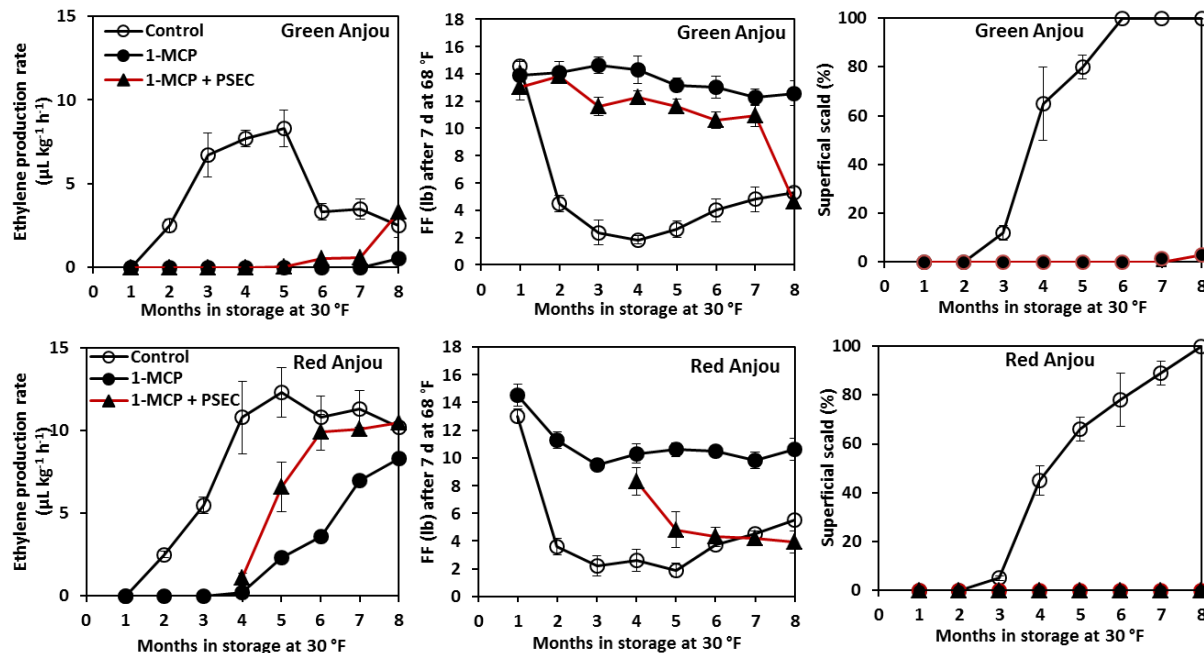 Ethylene production rate
(µL kg⁻¹ h⁻¹)
15
10
5
0
Control
1-MCP
1-MCP + PSEC
Green Anjou
0 1 2 3 4 5 6 7 8
Months in storage at 30 °F
FF (lb) after 7 d at 68 °F
18
16
14
12
10
8
6
4
2
0
Green Anjou
0 1 2 3 4 5 6 7 8
Months in storage at 30 °F
Superfical scald (%)
100
80
60
40
20
0
Green Anjou
0 1 2 3 4 5 6 7 8
Months in storage at 30 °F
Ethylene production rate
(µL kg⁻¹ h⁻¹)
15
10
5
0
Control
1-MCP
1-MCP + PSEC
Red Anjou
0 1 2 3 4 5 6 7 8
Months in storage at 30 °F
FF (lb) after 7 d at 68 °F
18
16
14
12
10
8
6
4
2
0
Red Anjou
0 1 2 3 4 5 6 7 8
Months in storage at 30 °F
Superficial scald (%)
100
80
60
40
20
0
Red Anjou
0 1 2 3 4 5 6 7 8
Months in storage at 30 °F